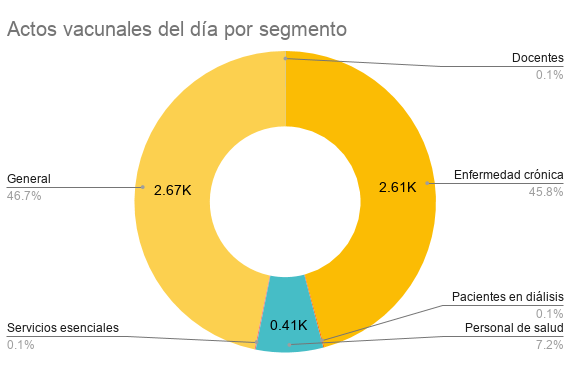 Actos vacunales del día por segmento
Docentes
0.1%
Enfermedad crónica
45.8%
2.61K
General
46.7%
2.67K
Pacientes en diálisis
0.1%
Personal de salud
7.2%
0.41K
Servicios esenciales
0.1%